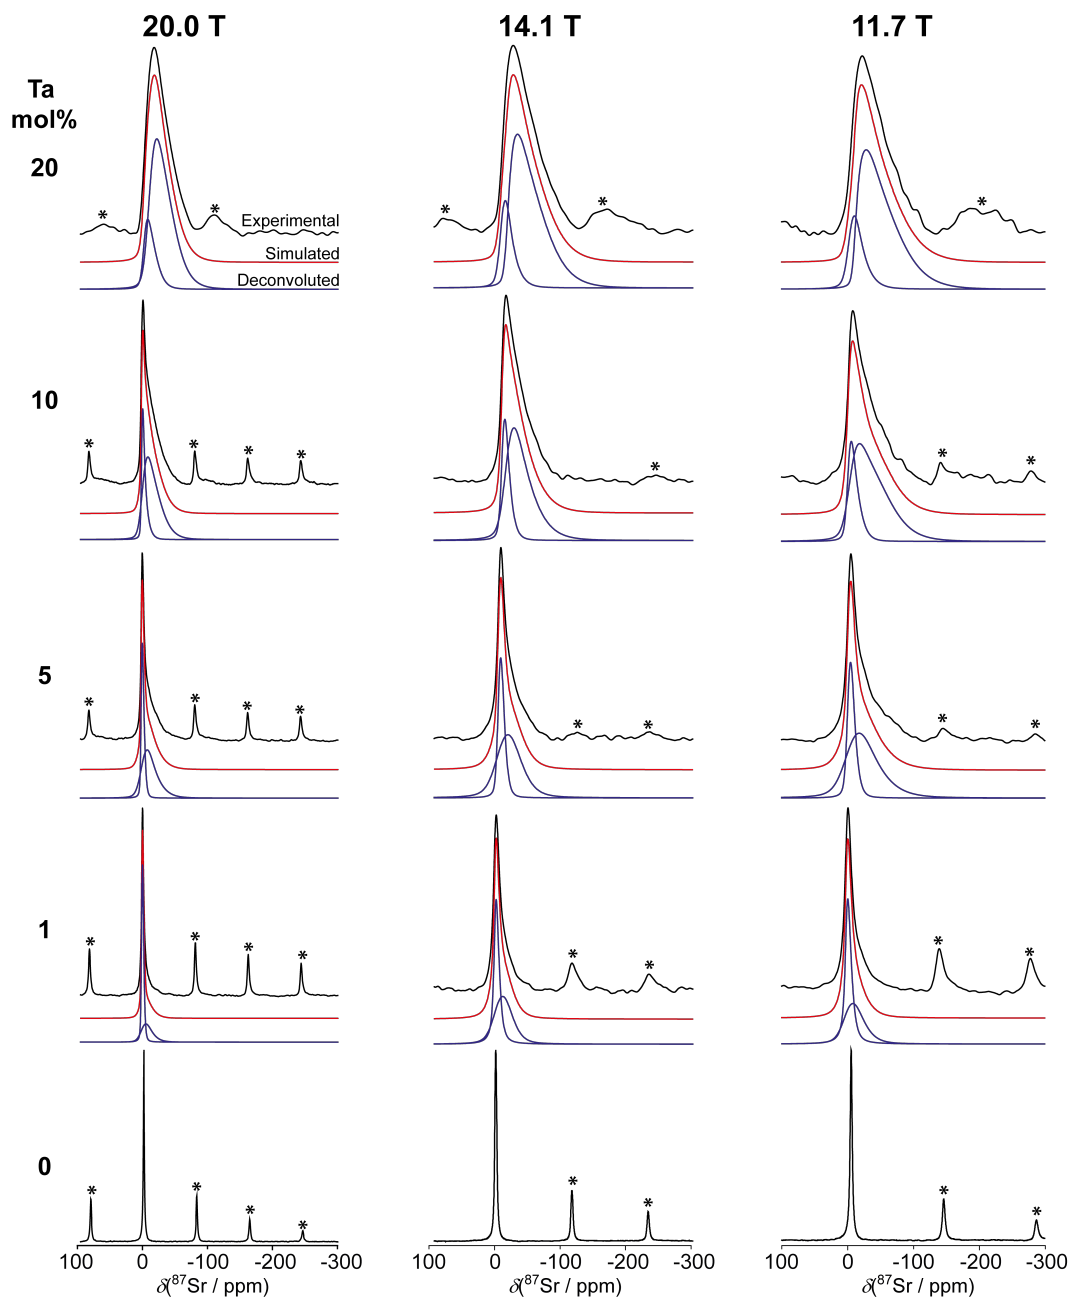 20.0 T 14.1 T 11.7 T
Ta
mol%
20
* * * * *
Experimental
Simulated
Deconvoluted
10
* * * * * * *
5
* * * * * * * *
1
* * * * * * * *
0
* * * * * * * *
100 0 -100 -200 -300 100 0 -100 -200 -300 100 0 -100 -200 -300
δ(⁸⁷Sr / ppm) δ(⁸⁷Sr / ppm) δ(⁸⁷Sr / ppm)